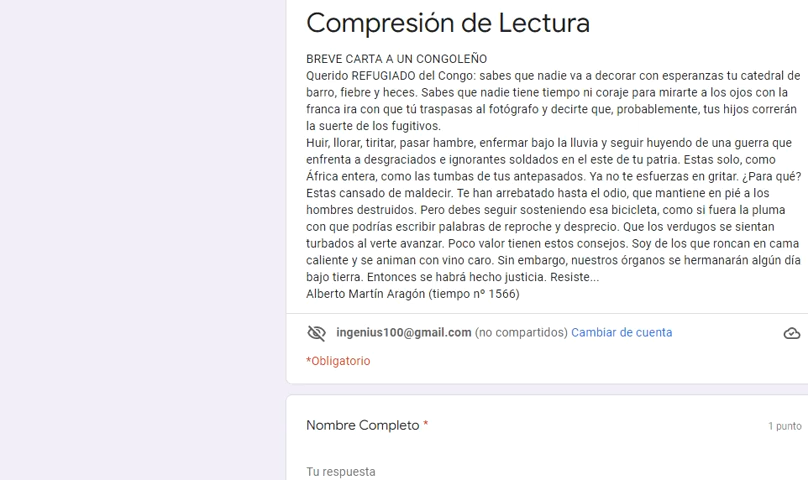 Compresión de Lectura
BREVE CARTA A UN CONGOLEÑO
Querido REFUGIADO del Congo: sabes que nadie va a decorar con esperanzas tu catedral de
barro, fiebre y heces. Sabes que nadie tiene tiempo ni coraje para mirarte a los ojos con la
franca ira con que tú traspasas al fotógrafo y decirte que, probablemente, tus hijos correrán
la suerte de los fugitivos.
Huir, llorar, tiritar, pasar hambre, enfermar bajo la lluvia y seguir huyendo de una guerra que
enfrenta a desgraciados e ignorantes soldados en el este de tu patria. Estas solo, como
África entera, como las tumbas de tus antepasados. Ya no te esfuerzas en gritar. ¿Para qué?
Estas cansado de maldecir. Te han arrebatado hasta el odio, que mantiene en pié a los
hombres destruidos. Pero debes seguir sosteniendo esa bicicleta, como si fuera la pluma
con que podrías escribir palabras de reproche y desprecio. Que los verdugos se sientan
turbados al verte avanzar. Poco valor tienen estos consejos. Soy de los que roncan en cama
caliente y se animan con vino caro. Sin embargo, nuestros órganos se hermanarán algún día
bajo tierra. Entonces se habrá hecho justicia. Resiste...
Alberto Martín Aragón (tiempo nº 1566)
ingenius100@gmail.com (no compartidos) Cambiar de cuenta
*Obligatorio
Nombre Completo *
1 punto
Tu respuesta